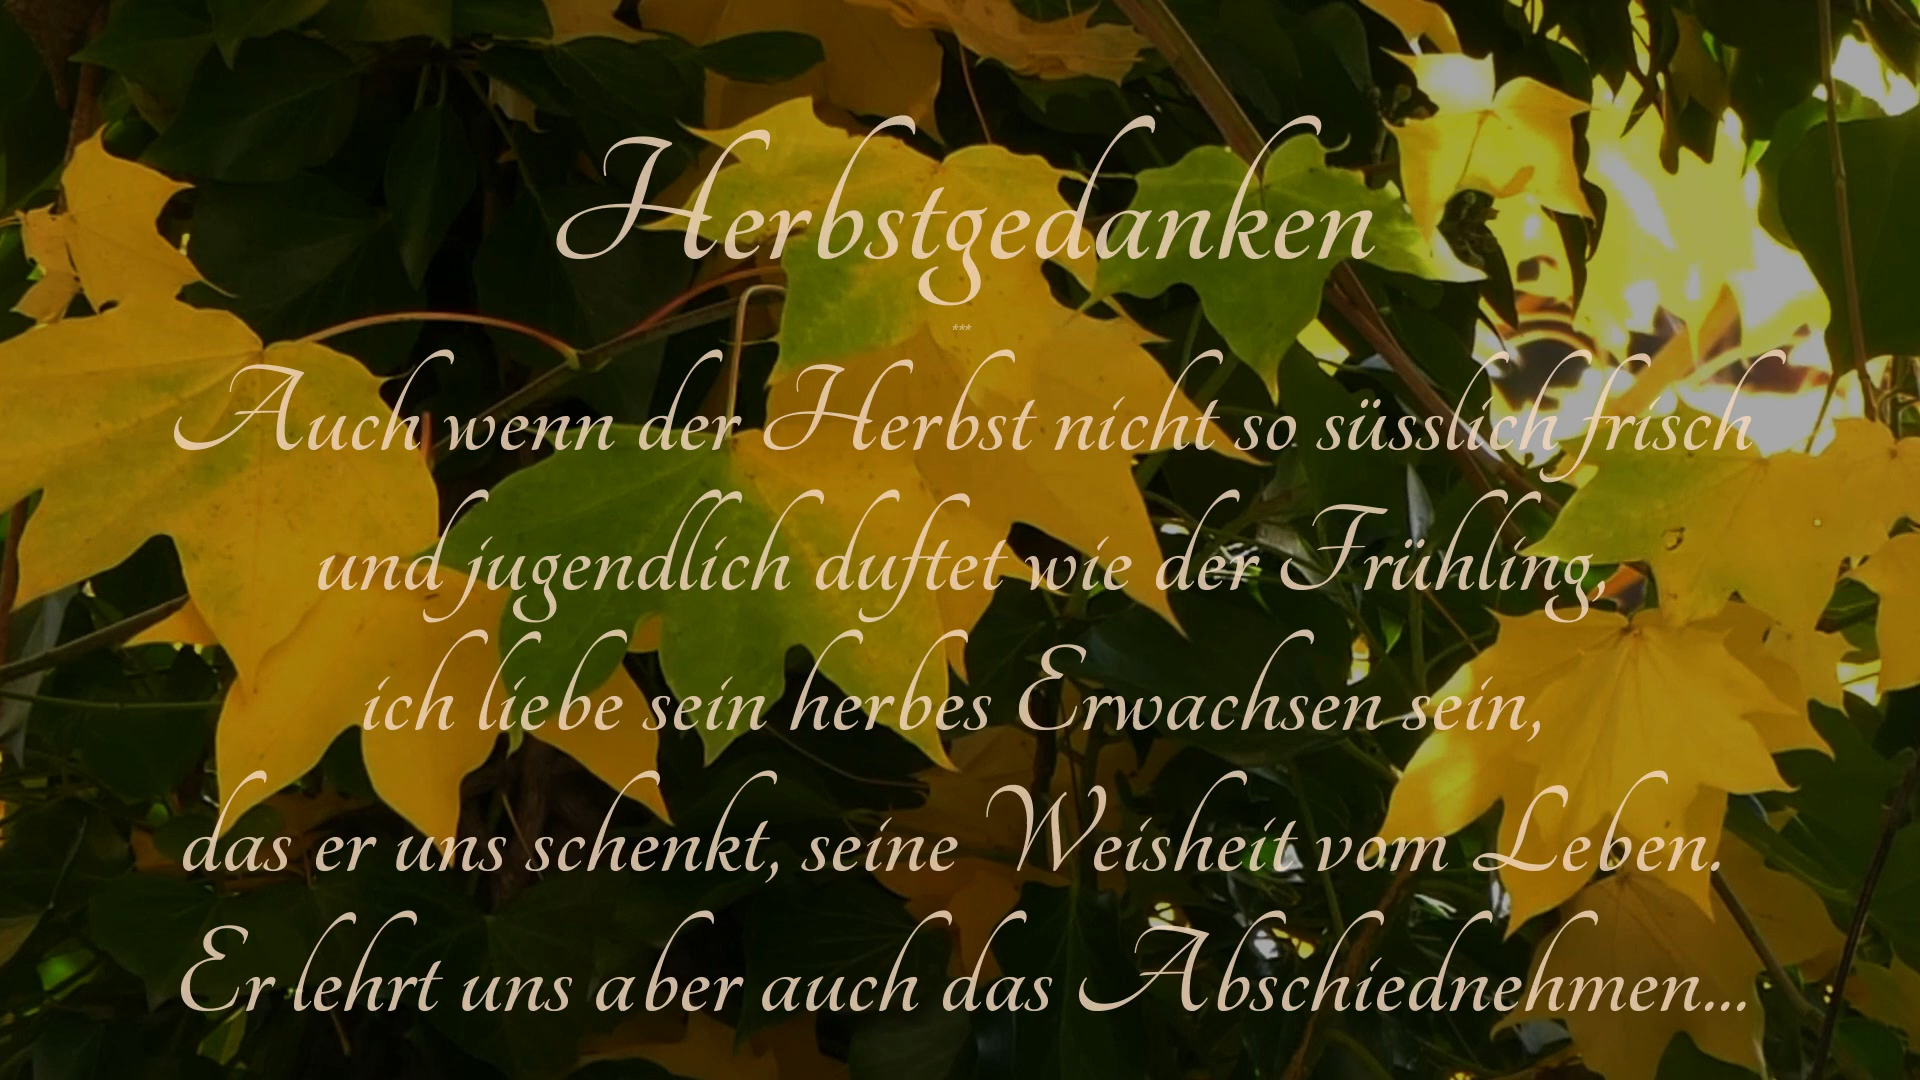 Herbstgedanken
***
Auch wenn der Herbst nicht so süsslich frisch
und jugendlich duftet wie der Frühling,
ich liebe sein herbes Erwachsen sein,
das er uns schenkt, seine Weisheit vom Leben.
Er lehrt uns aber auch das Abschiednehmen...